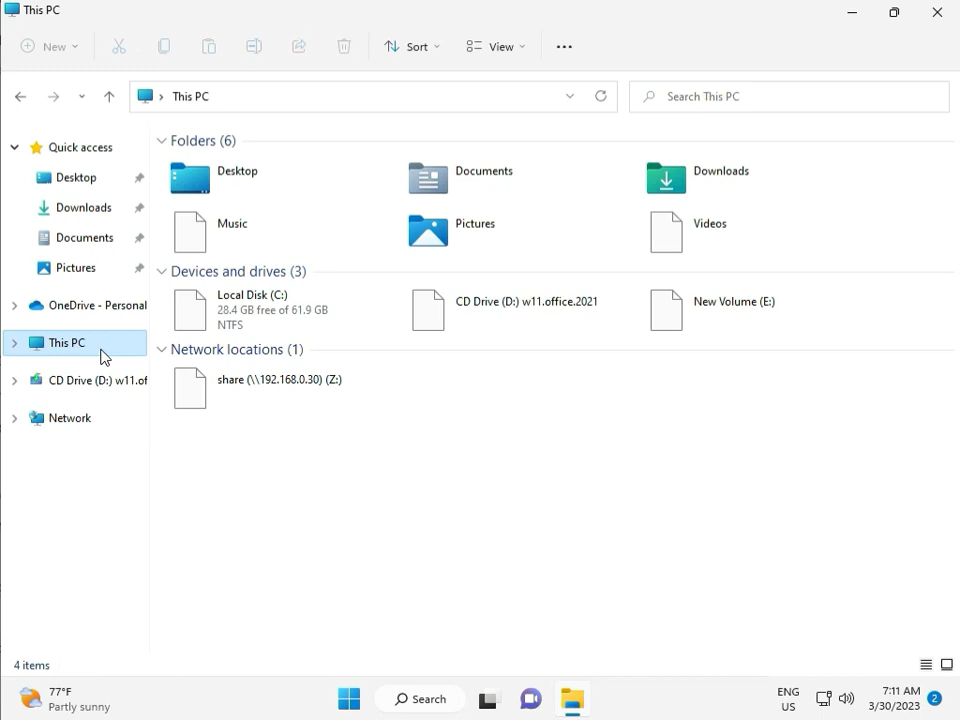 This PC
New
Sort
View
This PC
Search This PC
Quick access
Desktop
Downloads
Documents
Pictures
OneDrive - Personal
This PC
CD Drive (D:) w11.of
Network
Folders (6)
Desktop
Documents
Downloads
Music
Pictures
Videos
Devices and drives (3)
Local Disk (C:)
28.4 GB free of 61.9 GB
NTFS
CD Drive (D:) w11.office.2021
New Volume (E:)
Network locations (1)
share (\\192.168.0.30) (Z:)
4 items
77°F
Partly sunny
Search
ENG
US
7:11 AM
3/30/2023
2